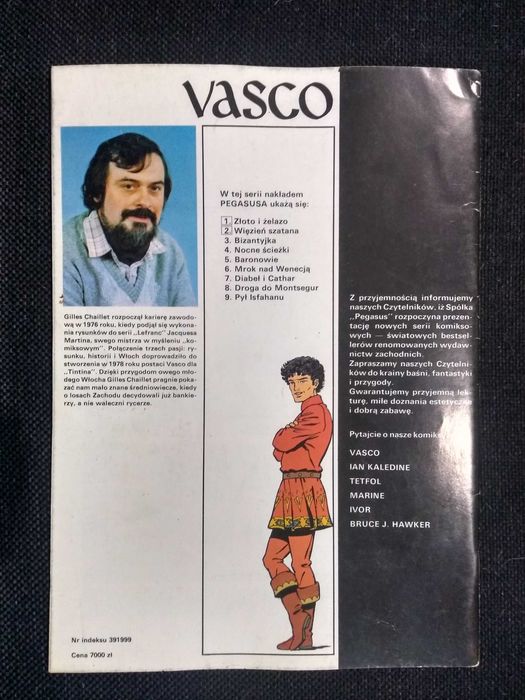 VASCO
Gilles Chaillet rozpoczął karierę zawodo-
wą w 1976 roku, kiedy podjął się wykona-
nia rysunków do serii „Lefranc" Jacquesa
Martina, swego mistrza w myśleniu „ko-
miksowym". Połączenie trzech pasji: ry-
sunku, historii i Włoch doprowadziło do
stworzenia w 1978 roku postaci Vasco dla
„Tintina". Dzięki przygodom owego mło-
dego Włocha Gilles Chaillet pragnie poka-
zać nam mało znane średniowiecze, kiedy
o losach Zachodu decydowali już bankie-
rzy, a nie waleczni rycerze.
Nr indeksu 391999
Cena 7000 zł
W tej serii nakładem
PEGASUSA ukażą się:
1. Złoto i żelazo
2. Więzień szatana
3. Bizantyjka
4. Nocne ścieżki
5. Baronowie
6. Mrok nad Wenecją
7. Diabeł i Cathar
8. Droga do Montsegur
9. Pył Isfahanu
Z przyjemnością informujemy
naszych Czytelników, iż Spółka
„Pegasus" rozpoczyna prezen-
tację nowych serii komikso-
wych — światowych bestsel-
lerów renomowanych wydaw-
nictw zachodnich.
Zapraszamy naszych Czytelni-
ków do krainy baśni, fantastyki
i przygody.
Gwarantujemy przyjemną lek-
turę, miłe doznania estetyczne
i dobrą zabawę.
Pytajcie o nasze komiks
VASCO
IAN KALEDINE
TETFOL
MARINE
IVOR
BRUCE J. HAWKER